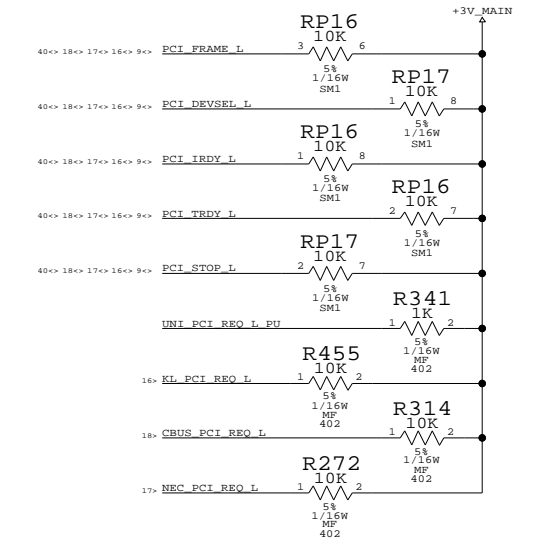 +3V_MAIN
RP16
10K
40<> 18<> 17<> 16<> 9<> PCI_FRAME_L 3 6
5%
1/16W
SM1
RP17
10K
40<> 18<> 17<> 16<> 9<> PCI_DEVSEL_L 1 8
5%
1/16W
SM1
RP16
10K
40<> 18<> 17<> 16<> 9<> PCI_IRDY_L 1 8
5%
1/16W
SM1
RP16
10K
40<> 18<> 17<> 16<> 9<> PCI_TRDY_L 2 7
5%
1/16W
SM1
RP17
10K
40<> 18<> 17<> 16<> 9<> PCI_STOP_L 2 7
5%
1/16W
SM1
R341
1K
UNI_PCI_REQ_L_PU 1 2
5%
1/16W
MF
402
R455
10K
16> KL_PCI_REQ_L 1 2
5%
1/16W
MF
402
R314
10K
18> CBUS_PCI_REQ_L 1 2
5%
1/16W
MF
402
R272
10K
17> NEC_PCI_REQ_L 1 2
5%
1/16W
MF
402